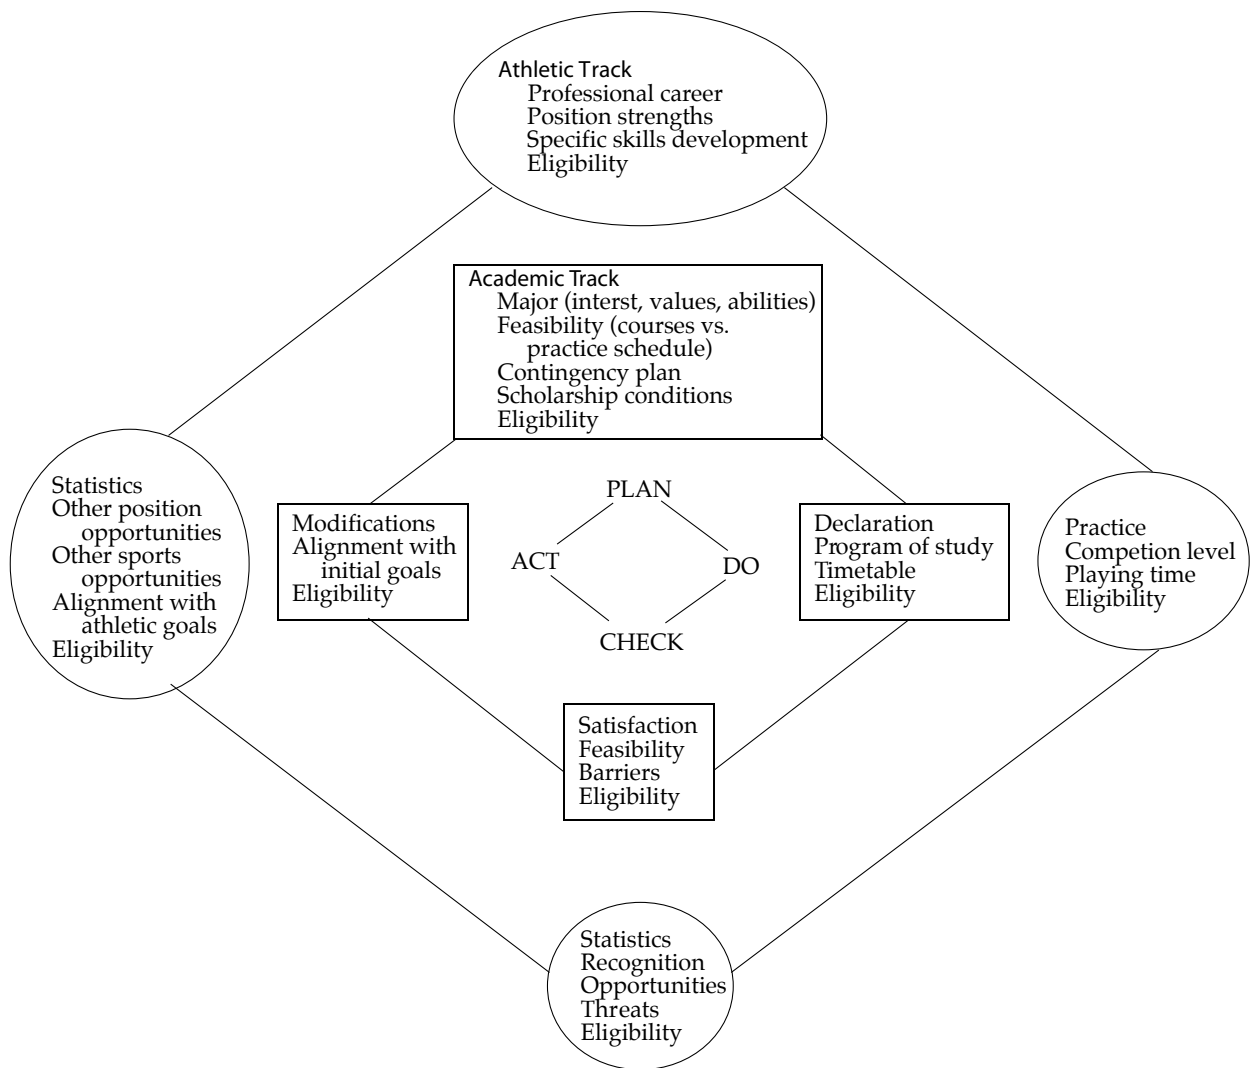 Athletic Track
Professional career
Position strengths
Specific skills development
Eligibility
Academic Track
Major (interst, values, abilities)
Feasibility (courses vs.
practice schedule)
Contingency plan
Scholarship conditions
Eligibility
Statistics
Other position
opportunities
Other sports
opportunities
Alignment with
athletic goals
Eligibility
Modifications
Alignment with
initial goals
Eligibility
PLAN
ACT
DO
CHECK
Declaration
Program of study
Timetable
Eligibility
Practice
Competion level
Playing time
Eligibility
Satisfaction
Feasibility
Barriers
Eligibility
Statistics
Recognition
Opportunities
Threats
Eligibility